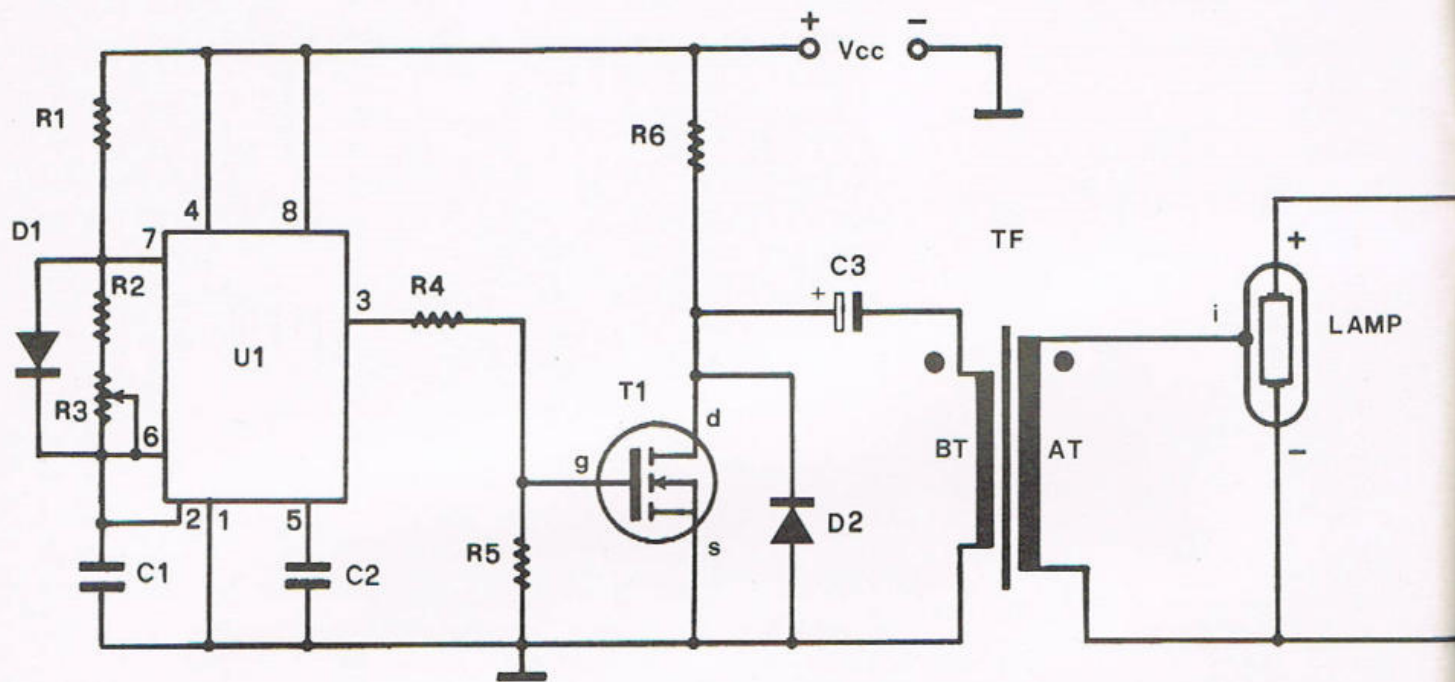 + −
Vcc
R1
R6
4 8
D1
7
TF
R2
C3
+
3
R4
+
i
LAMP
U1
T1
R3
d
6
g
BT
AT
−
2 1 5
D2
R5
s
C1
C2